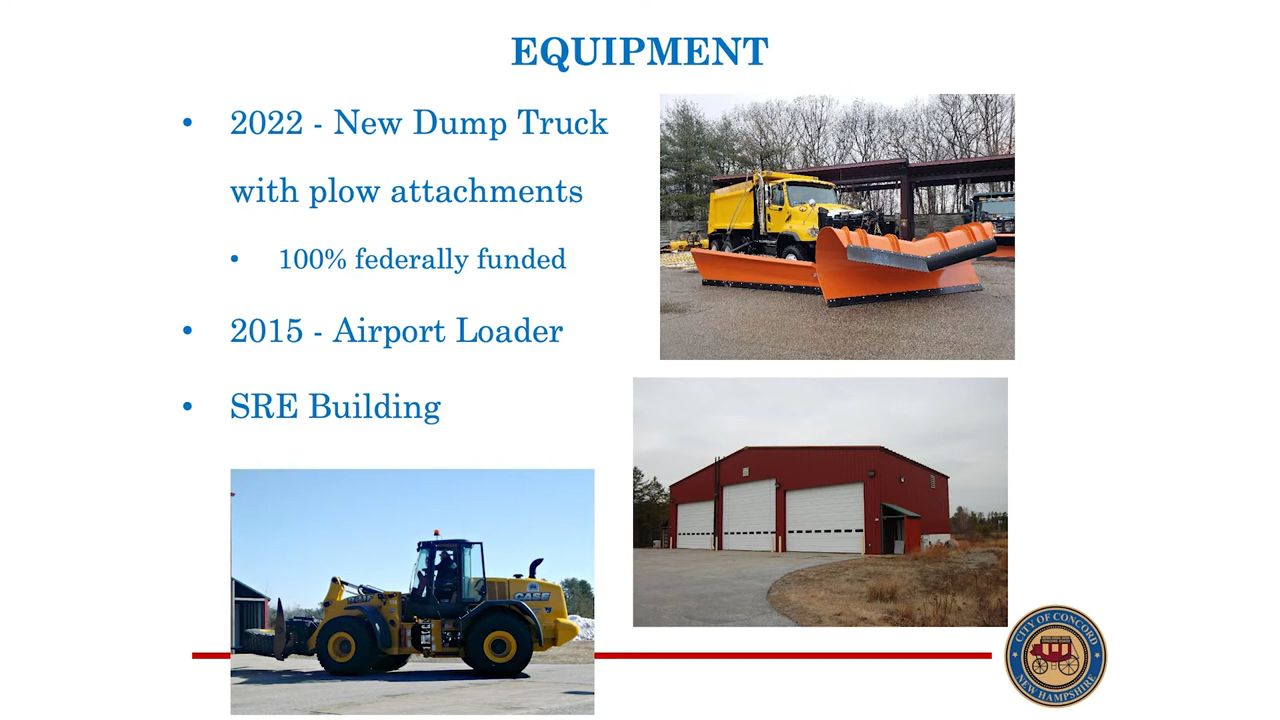 EQUIPMENT
• 2022 - New Dump Truck
with plow attachments
• 100% federally funded
• 2015 - Airport Loader
• SRE Building
CASE
CITY OF CONCORD
NEW HAMPSHIRE